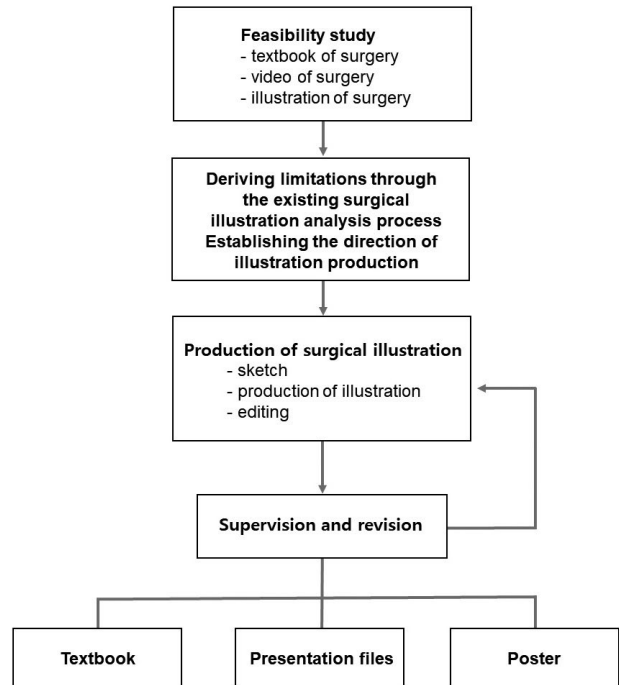 Feasibility study
- textbook of surgery
- video of surgery
- illustration of surgery
Deriving limitations through
the existing surgical
illustration analysis process
Establishing the direction of
illustration production
Production of surgical illustration
- sketch
- production of illustration
- editing
Supervision and revision
Textbook
Presentation files
Poster